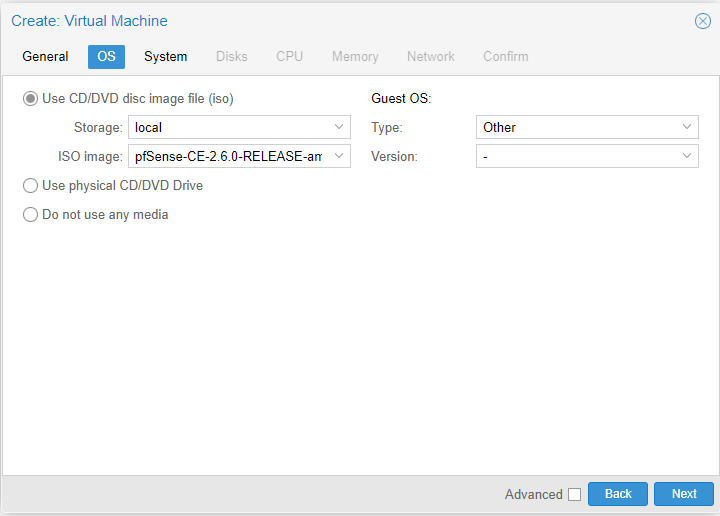 Create: Virtual Machine
General OS System Disks CPU Memory Network Confirm
Use CD/DVD disc image file (iso) Guest OS:
Storage: local Type: Other
ISO image: pfSense-CE-2.6.0-RELEASE-am Version: -
Use physical CD/DVD Drive
Do not use any media
Advanced Back Next